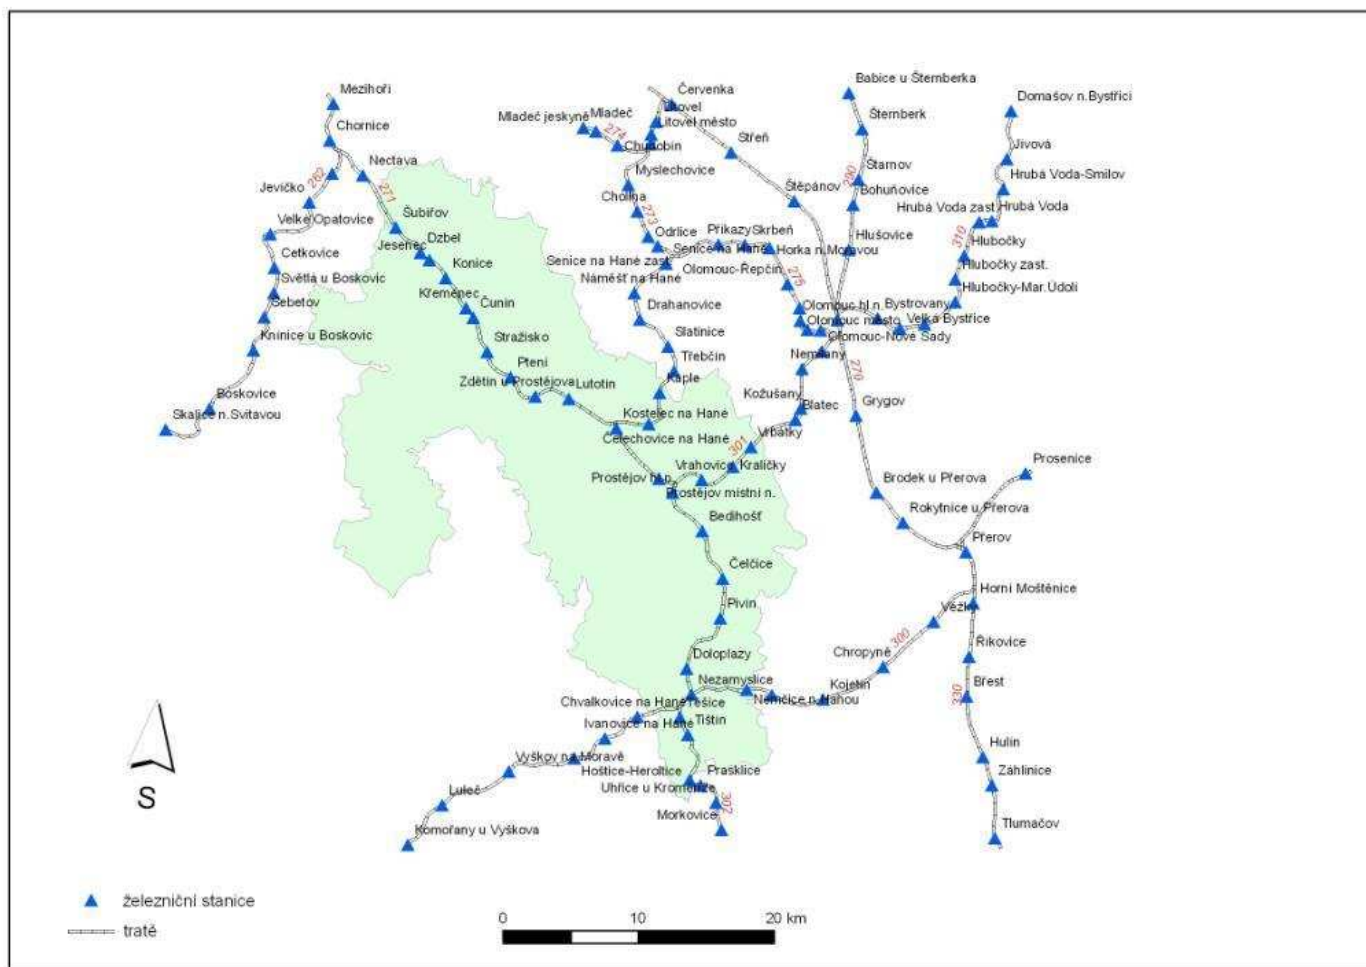 Mezihoří
Chornice
Nectava
Jevíčko
262
271
Velké Opatovice
Cetkovice
Světlá u Boskovic
Šebetov
Knínice u Boskovic
Boskovice
Skalice n.Svitavou
Šubířov
Dzbel
Jesenec
Konice
Křemenec
Čunín
Stražisko
Ptení
Zdětín u Prostějova
Lutotín
Kostelec na Hané
Čelechovice na Hané
Kaple
Třebčín
Slatinice
Drahanovice
Náměšť na Hané
Senice na Hané zast.
Senice na Hané
Odrlice
273
Cholina
Myslechovice
Chudobín
274
Mladeč jeskyně
Mladeč
Litovel město
Litovel
Červenka
Střeň
Štěpánov
Příkazy
Skrbeň
Horka n.Moravou
Olomouc-Řepčín
275
Olomouc hl.n.
Olomouc město
Olomouc-Nové Sady
Babice u Šternberka
Šternberk
Štarnov
290
Bohuňovice
Hlušovice
Domašov n.Bystřicí
Jívová
Hrubá Voda-Smilov
Hrubá Voda zast.
Hrubá Voda
310
Hlubočky
Hlubočky zast.
Hlubočky-Mar.Údolí
Bystrovany
Velká Bystřice
Nemilany
Kožušany
Blatec
Vrbátky
301
Kraličky
Vrahovice
Prostějov hl.n.
Prostějov místní n.
270
Grygov
Brodek u Přerova
Rokytnice u Přerova
Prosenice
Přerov
Horní Moštěnice
Věžky
300
Chropyně
Kojetín
Říkovice
Břest
330
Hulín
Záhlinice
Tlumačov
Bedihošť
Čelčice
Pivín
Doloplazy
Nezamyslice
Němčice n.Hanou
Chvalkovice na Hané
Těšice
Tištín
Ivanovice na Hané
Vyškov na Moravě
Hoštice-Heroltice
Luleč
Komořany u Vyškova
Prasklice
Uhřice u Kroměříže
302
Morkovice
S
železniční stanice
tratě
0 10 20 km